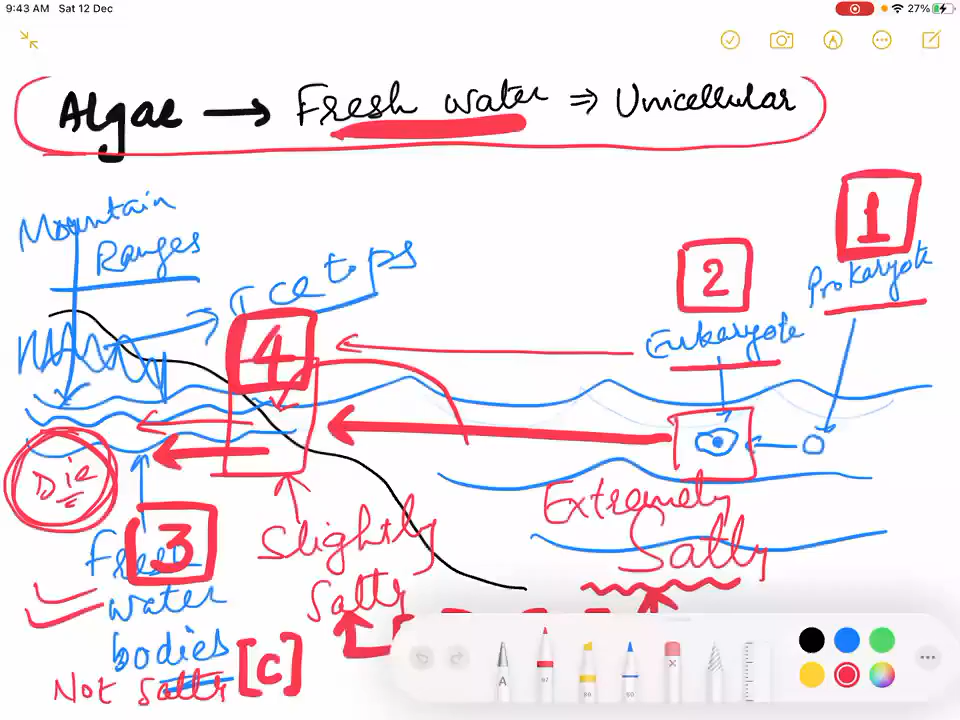 9:43 AM Sat 12 Dec
27%
Algae → Fresh water ⇒ Unicellular
Mountain
Ranges
Ice tops
1
Prokaryote
2
Eukaryote
4
Die
3
Fresh
water
bodies
Not salty
[C]
Slightly
Salty
Extremely
Salty
A
97